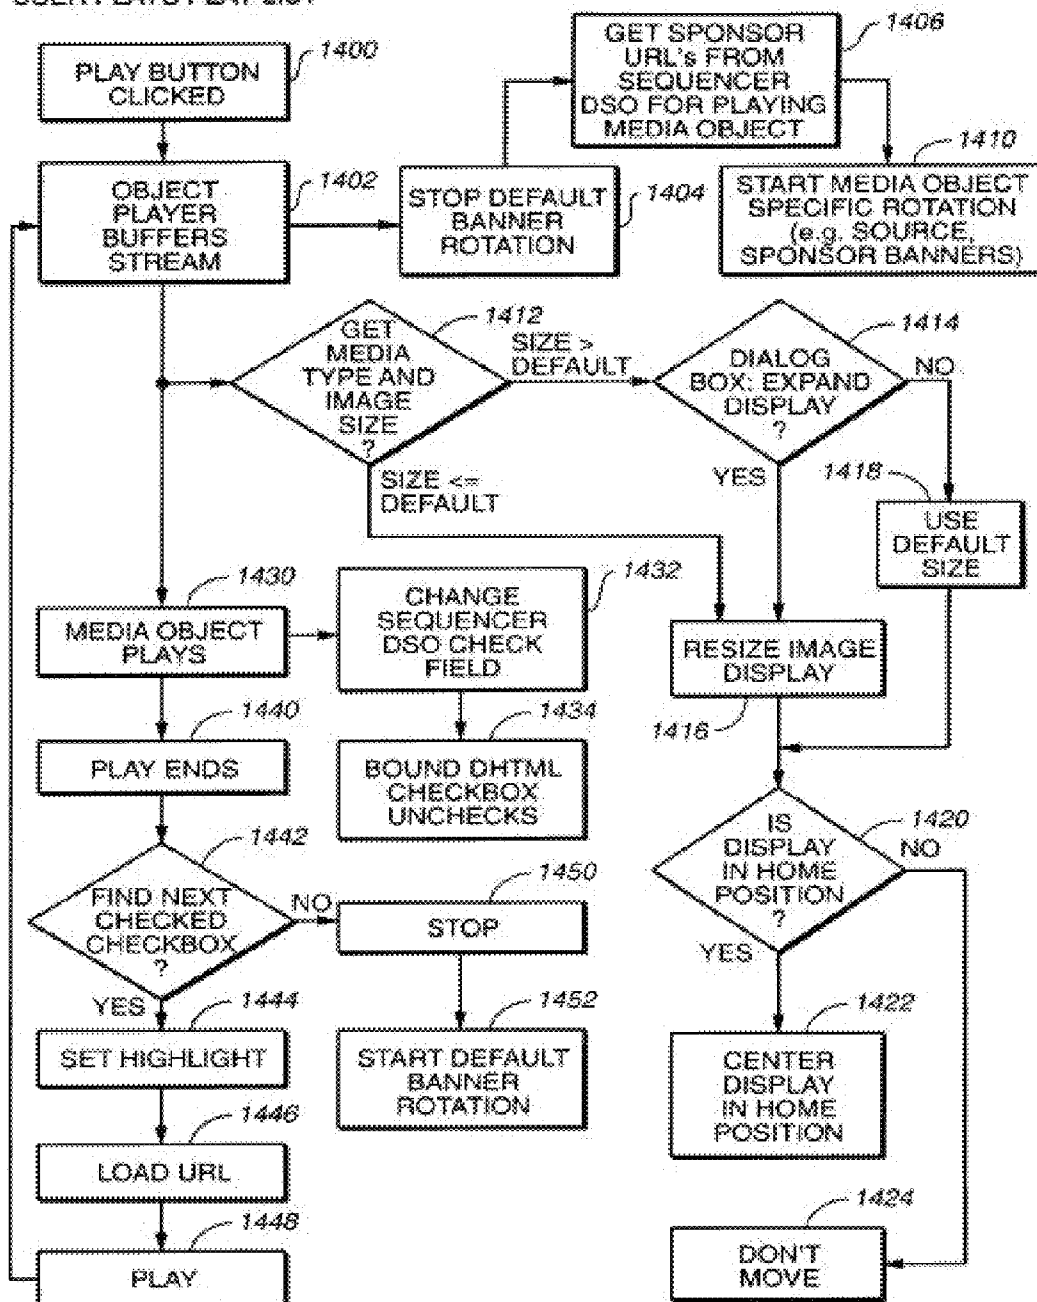 PLAY BUTTON
CLICKED
1400
OBJECT
PLAYER
BUFFERS
STREAM
1402
STOP DEFAULT
BANNER
ROTATION
1404
GET SPONSOR
URL's FROM
SEQUENCER
DSO FOR PLAYING
MEDIA OBJECT
1406
START MEDIA OBJECT
SPECIFIC ROTATION
(e.g. SOURCE,
SPONSOR BANNERS)
1410
GET
MEDIA
TYPE AND
IMAGE
SIZE
?
1412
SIZE >
DEFAULT
SIZE <=
DEFAULT
DIALOG
BOX: EXPAND
DISPLAY
?
1414
NO
YES
USE
DEFAULT
SIZE
1418
RESIZE IMAGE
DISPLAY
1416
MEDIA OBJECT
PLAYS
1430
CHANGE
SEQUENCER
DSO CHECK
FIELD
1432
BOUND DHTML
CHECKBOX
UNCHECKS
1434
PLAY ENDS
1440
FIND NEXT
CHECKED
CHECKBOX
?
1442
NO
YES
STOP
1450
START DEFAULT
BANNER
ROTATION
1452
SET HIGHLIGHT
1444
LOAD URL
1446
PLAY
1448
IS
DISPLAY
IN HOME
POSITION
?
1420
NO
YES
CENTER
DISPLAY
IN HOME
POSITION
1422
DON'T
MOVE
1424